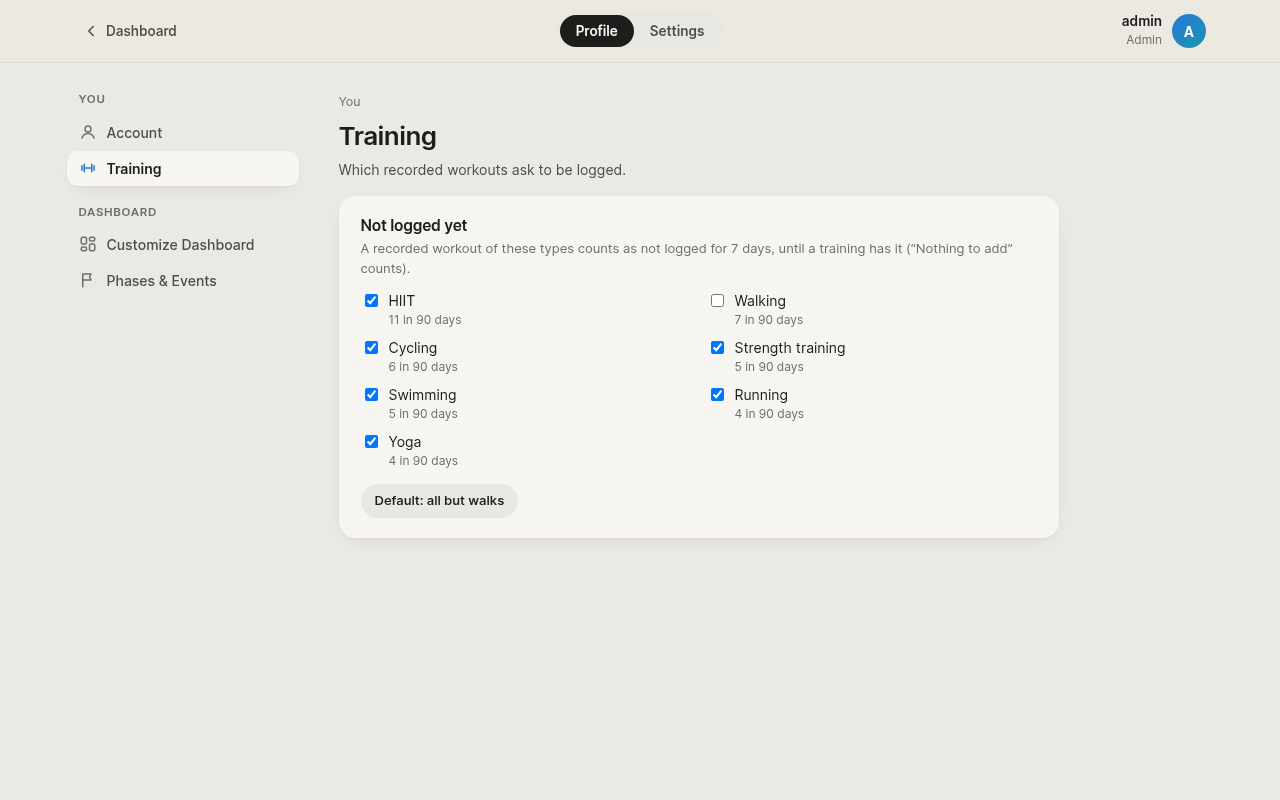 Dashboard
Profile
Settings
admin
Admin
A
YOU
Account
Training
DASHBOARD
Customize Dashboard
Phases & Events
You
Training
Which recorded workouts ask to be logged.
Not logged yet
A recorded workout of these types counts as not logged for 7 days, until a training has it (“Nothing to add”
counts).
HIIT
11 in 90 days
Walking
7 in 90 days
Cycling
6 in 90 days
Strength training
5 in 90 days
Swimming
5 in 90 days
Running
4 in 90 days
Yoga
4 in 90 days
Default: all but walks